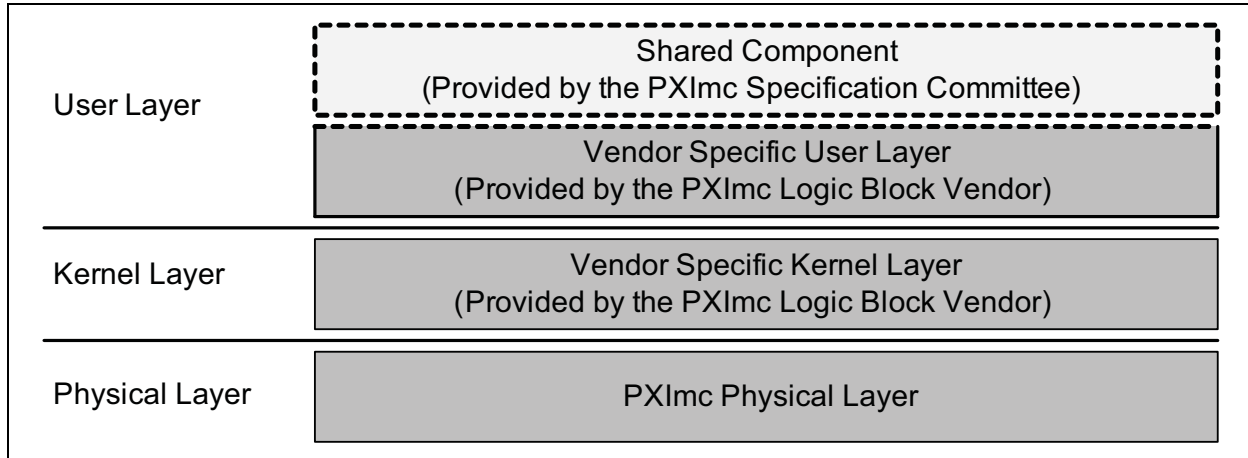 User Layer
Shared Component
(Provided by the PXImc Specification Committee)
Vendor Specific User Layer
(Provided by the PXImc Logic Block Vendor)
Kernel Layer
Vendor Specific Kernel Layer
(Provided by the PXImc Logic Block Vendor)
Physical Layer
PXImc Physical Layer